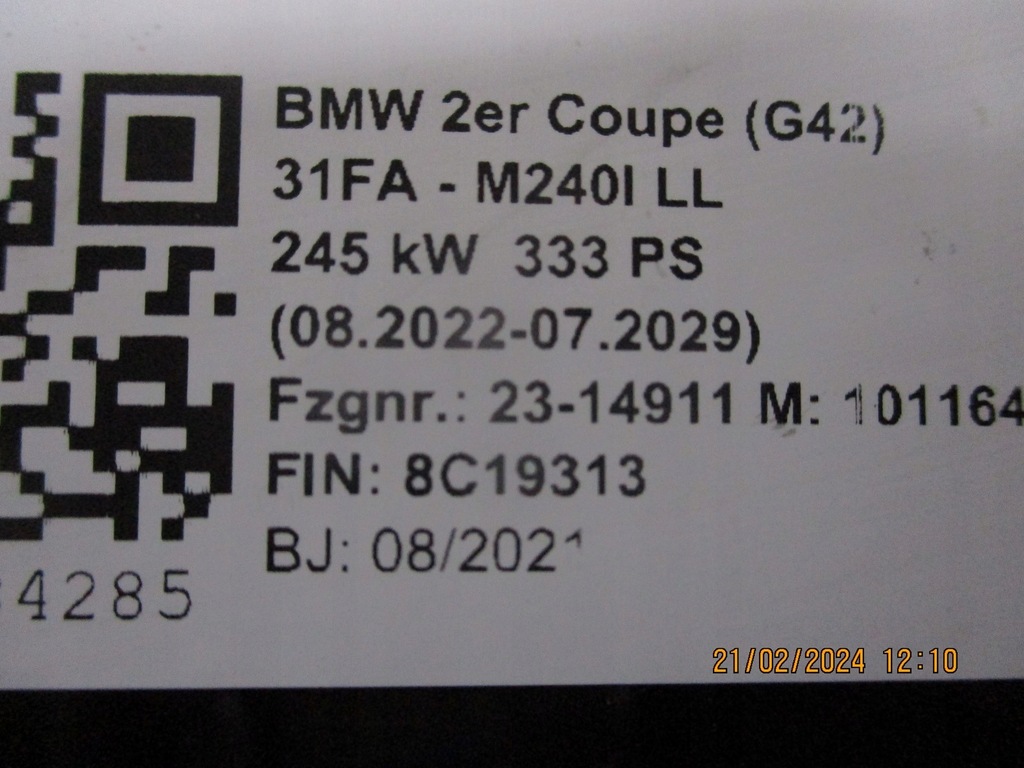 BMW 2er Coupe (G42)
31FA - M240I LL
245 kW 333 PS
(08.2022-07.2029)
Fzgnr.: 23-14911 M: 101164
FIN: 8C19313
BJ: 08/2021
4285
21/02/2024 12:10